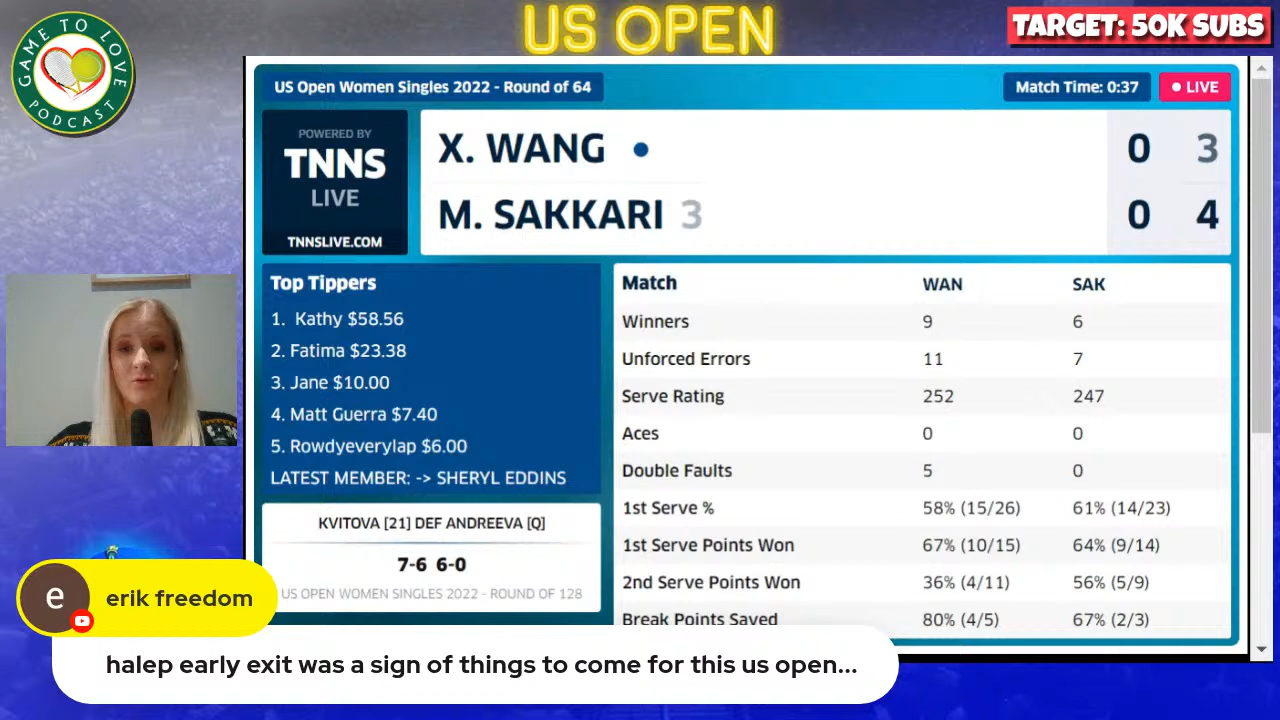 GAME TO LOVE
PODCAST
US OPEN
TARGET: 50K SUBS
US Open Women Singles 2022 - Round of 64
Match Time: 0:37
LIVE
POWERED BY
TNNS
LIVE
TNNSLIVE.COM
X. WANG 0 3
M. SAKKARI 3 0 4
Top Tippers
1. Kathy $58.56
2. Fatima $23.38
3. Jane $10.00
4. Matt Guerra $7.40
5. Rowdyeverylap $6.00
LATEST MEMBER: -> SHERYL EDDINS
KVITOVA [21] DEF ANDREEVA [Q]
7-6 6-0
US OPEN WOMEN SINGLES 2022 - ROUND OF 128
Match WAN SAK
Winners 9 6
Unforced Errors 11 7
Serve Rating 252 247
Aces 0 0
Double Faults 5 0
1st Serve % 58% (15/26) 61% (14/23)
1st Serve Points Won 67% (10/15) 64% (9/14)
2nd Serve Points Won 36% (4/11) 56% (5/9)
Break Points Saved 80% (4/5) 67% (2/3)
e
erik freedom
halep early exit was a sign of things to come for this us open...